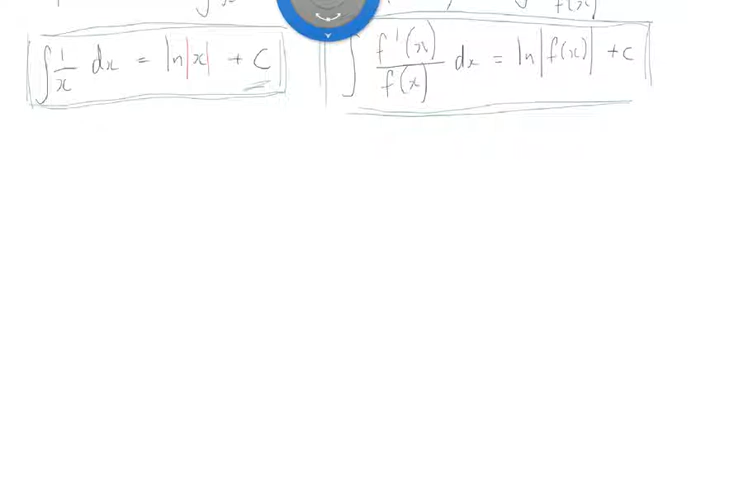 ∫ 1/x dx = ln|x| + C
∫ f'(x)/f(x) dx = ln|f(x)| + c